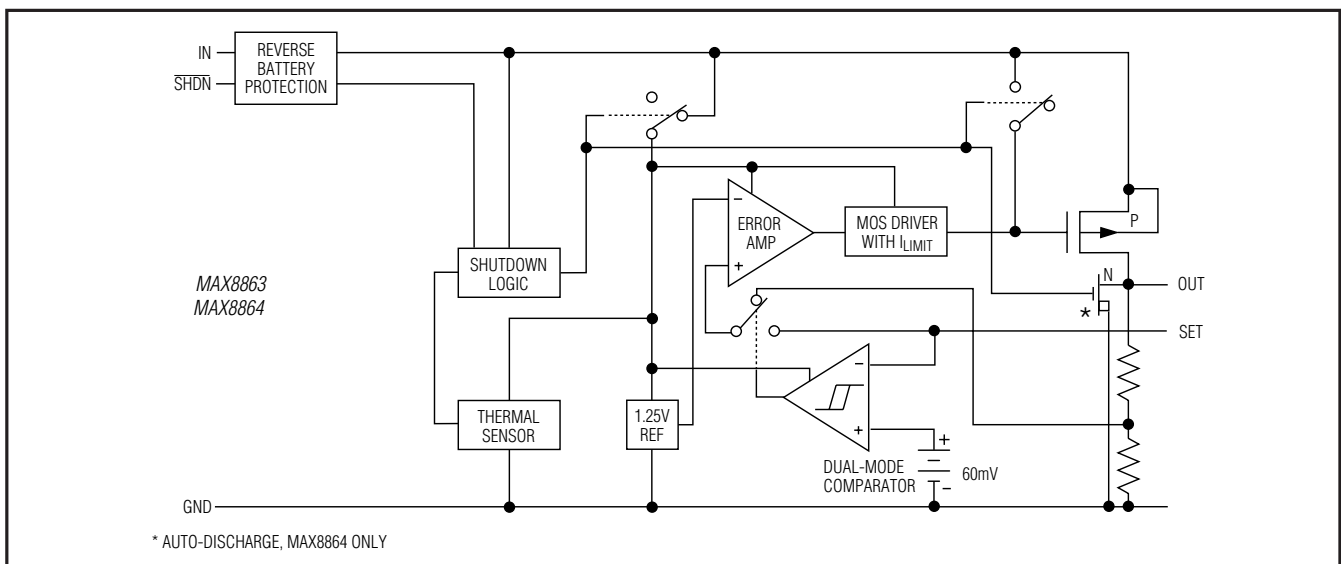 IN
SHDN
REVERSE
BATTERY
PROTECTION
P
ERROR
AMP
−
+
MOS DRIVER
WITH ILIMIT
SHUTDOWN
LOGIC
MAX8863
MAX8864
N
OUT
*
SET
THERMAL
SENSOR
1.25V
REF
−
+
DUAL-MODE
COMPARATOR
+
60mV
−
GND
* AUTO-DISCHARGE, MAX8864 ONLY